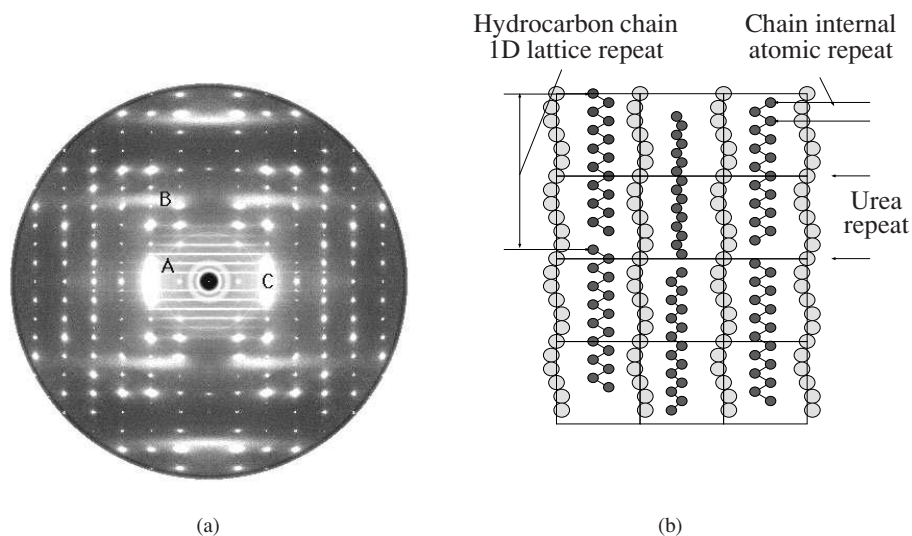 Hydrocarbon chain
1D lattice repeat
Chain internal
atomic repeat
B
A
C
Urea
repeat
(a)
(b)